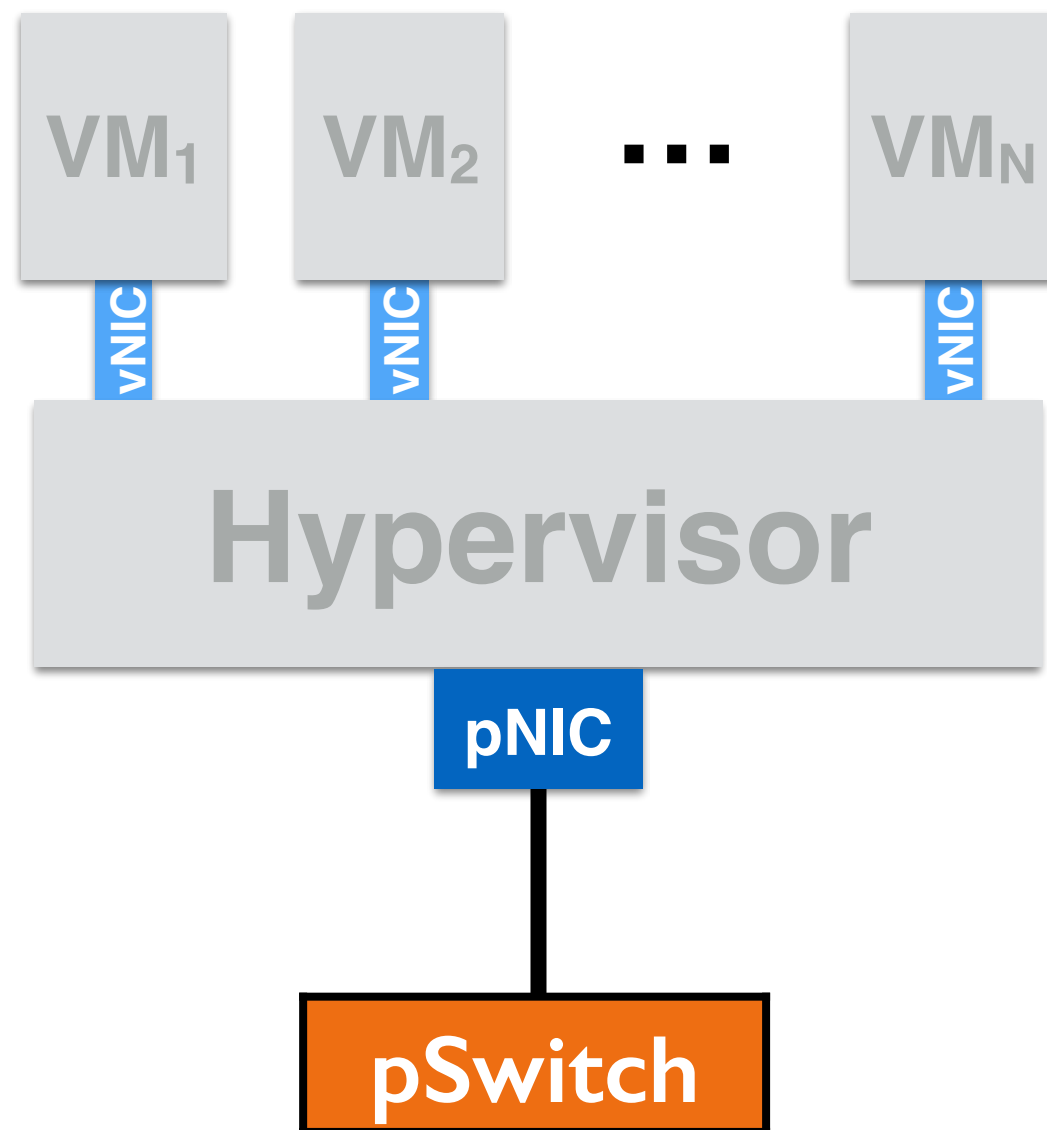 VM₁ VM₂ ... VMN
vNIC vNIC vNIC
Hypervisor
pNIC
pSwitch